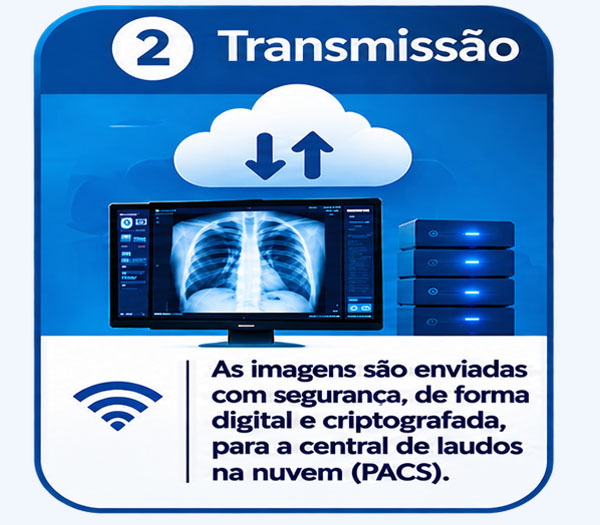 2 Transmissão
As imagens são enviadas
com segurança, de forma
digital e criptografada,
para a central de laudos
na nuvem (PACS).